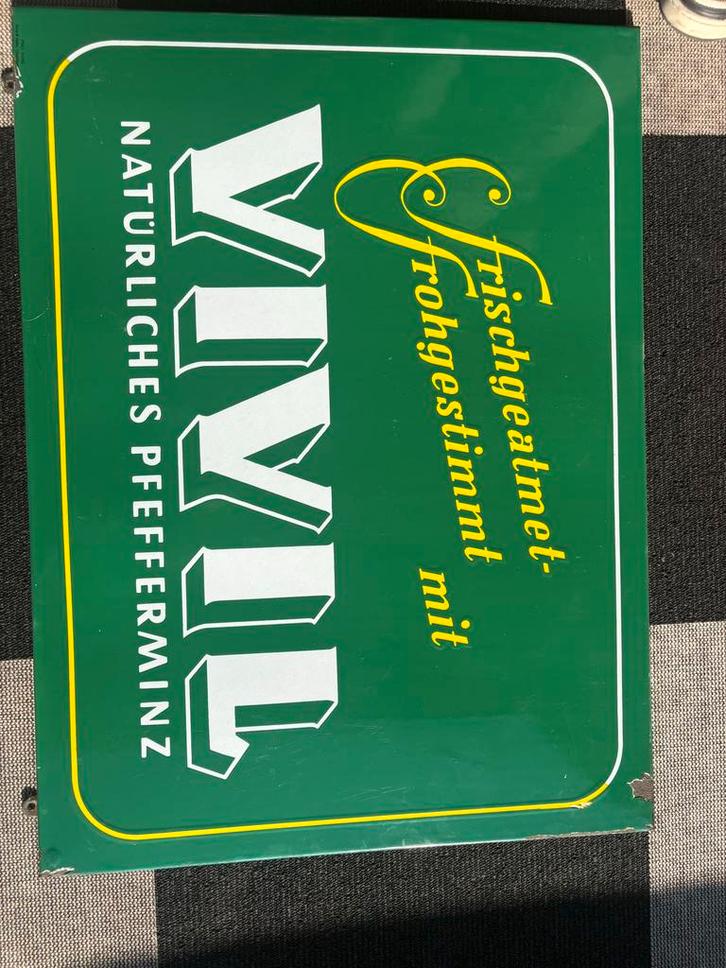 Frischgeatmet-
frohgestimmt mit
VIVIL
NATÜRLICHES PFEFFERMINZ